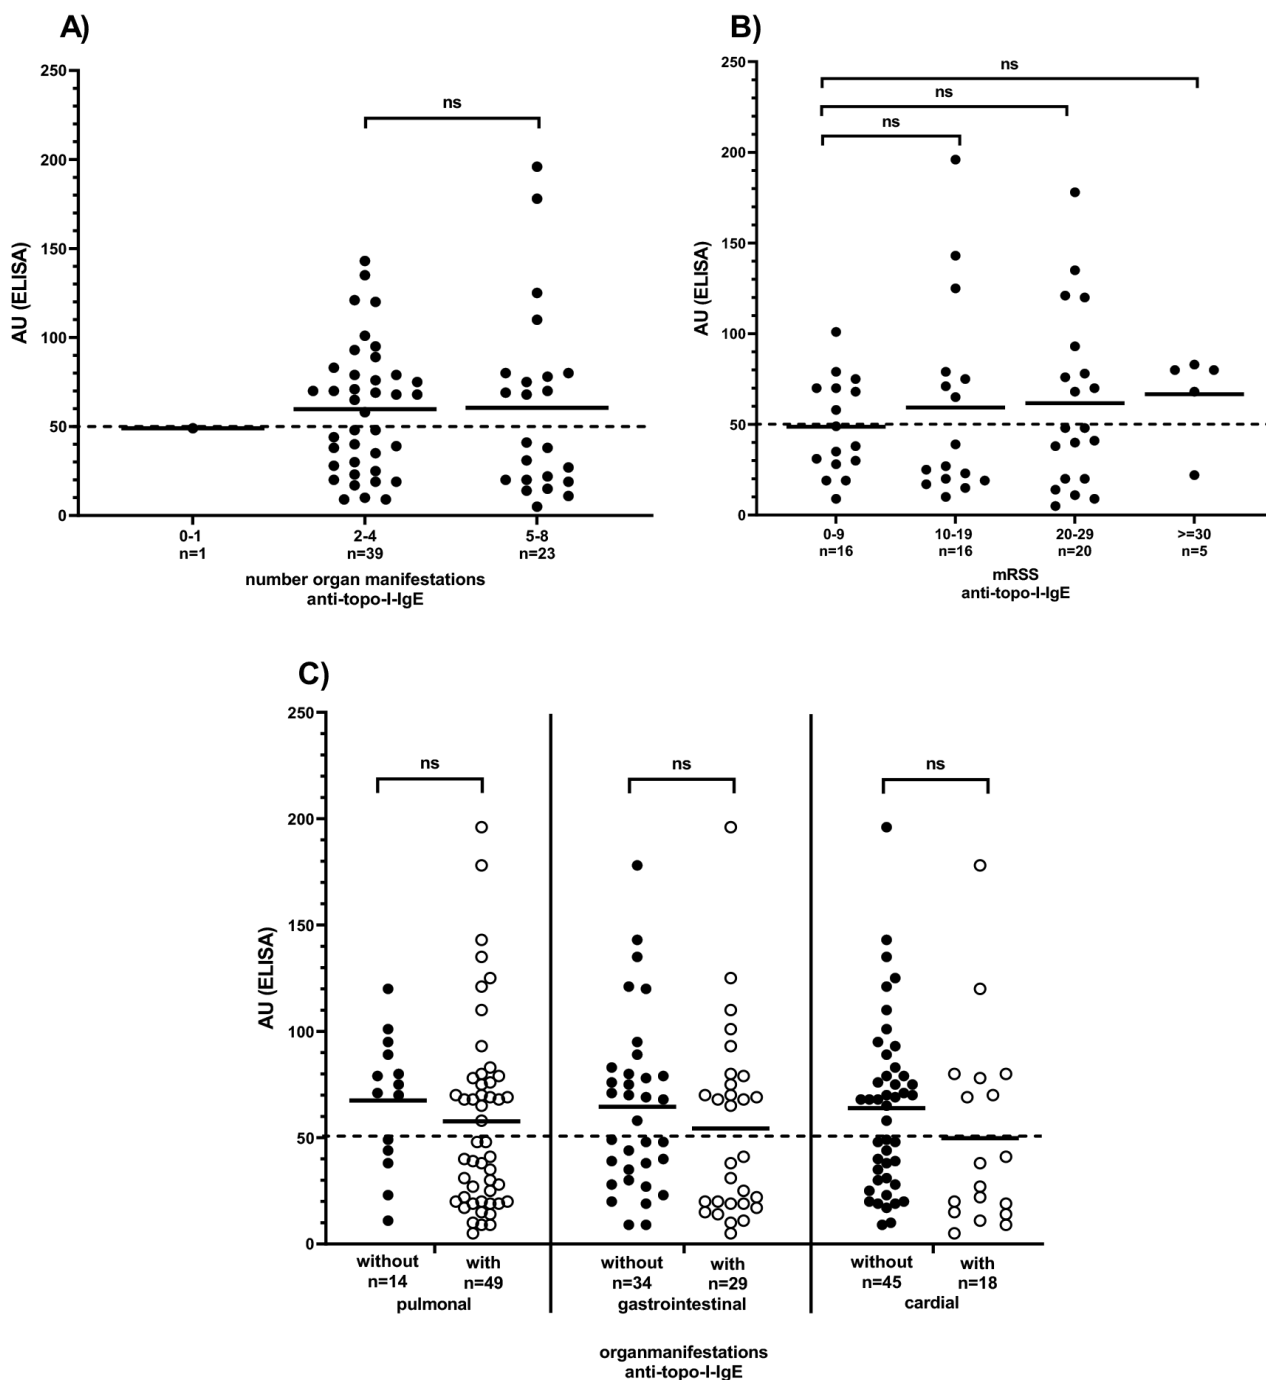 A)
250
200
150
100
50
0
AU (ELISA)
ns
0-1
n=1
2-4
n=39
5-8
n=23
number organ manifestations
anti-topo-I-IgE
B)
250
200
150
100
50
0
AU (ELISA)
ns
ns
ns
0-9
n=16
10-19
n=16
20-29
n=20
>=30
n=5
mRSS
anti-topo-I-IgE
C)
250
200
150
100
50
0
AU (ELISA)
ns
ns
ns
without
n=14
with
n=49
pulmonal
without
n=34
with
n=29
gastrointestinal
without
n=45
with
n=18
cardial
organmanifestations
anti-topo-I-IgE